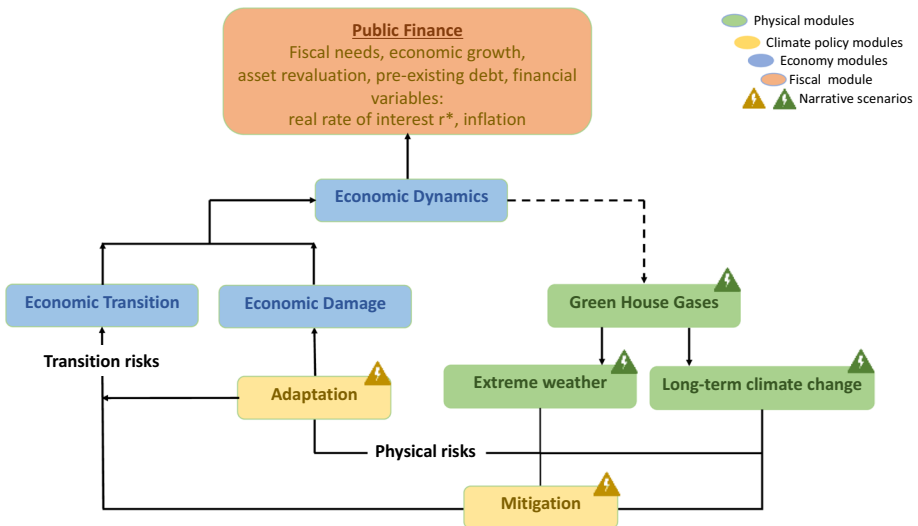 Public Finance
Fiscal needs, economic growth,
asset revaluation, pre-existing debt, financial
variables:
real rate of interest r*, inflation
Physical modules
Climate policy modules
Economy modules
Fiscal module
Narrative scenarios
Economic Dynamics
Economic Transition
Economic Damage
Green House Gases
Transition risks
Adaptation
Extreme weather
Long-term climate change
Physical risks
Mitigation